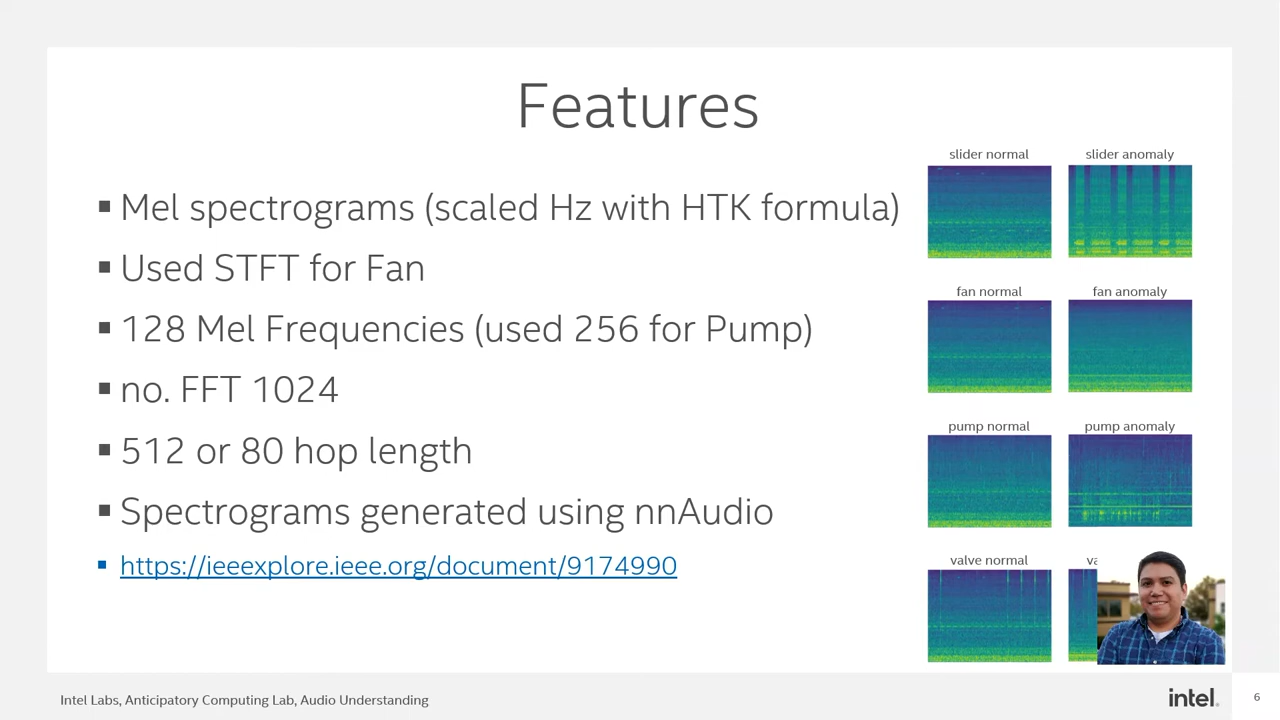 Features
▪ Mel spectrograms (scaled Hz with HTK formula)
▪ Used STFT for Fan
▪ 128 Mel Frequencies (used 256 for Pump)
▪ no. FFT 1024
▪ 512 or 80 hop length
▪ Spectrograms generated using nnAudio
▪ https://ieeexplore.ieee.org/document/9174990
slider normal
slider anomaly
fan normal
fan anomaly
pump normal
pump anomaly
valve normal
Intel Labs, Anticipatory Computing Lab, Audio Understanding
intel.
6